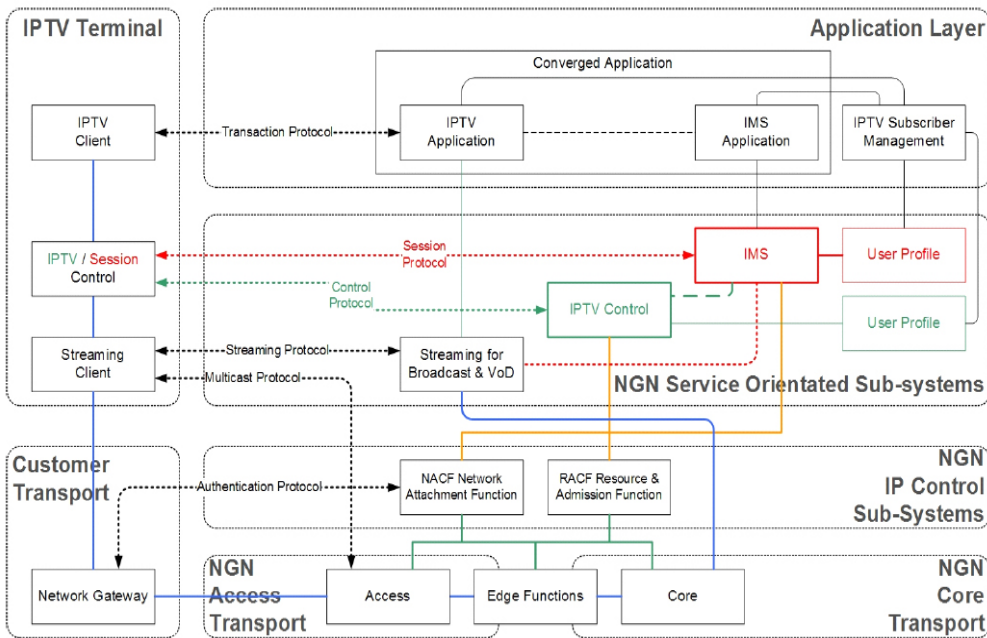 IPTV Terminal
Application Layer
Converged Application
IPTV
Client
Transaction Protocol
IPTV
Application
IMS
Application
IPTV Subscriber
Management
IPTV / Session
Control
Session
Protocol
IMS
User Profile
Control
Protocol
IPTV Control
User Profile
Streaming
Client
Streaming Protocol
Multicast Protocol
Streaming for
Broadcast & VoD
NGN Service Orientated Sub-systems
Customer
Transport
Authentication Protocol
NACF Network
Attachment Function
RACF Resource &
Admission Function
NGN
IP Control
Sub-Systems
Network Gateway
NGN
Access
Transport
Access
Edge Functions
Core
NGN
Core
Transport